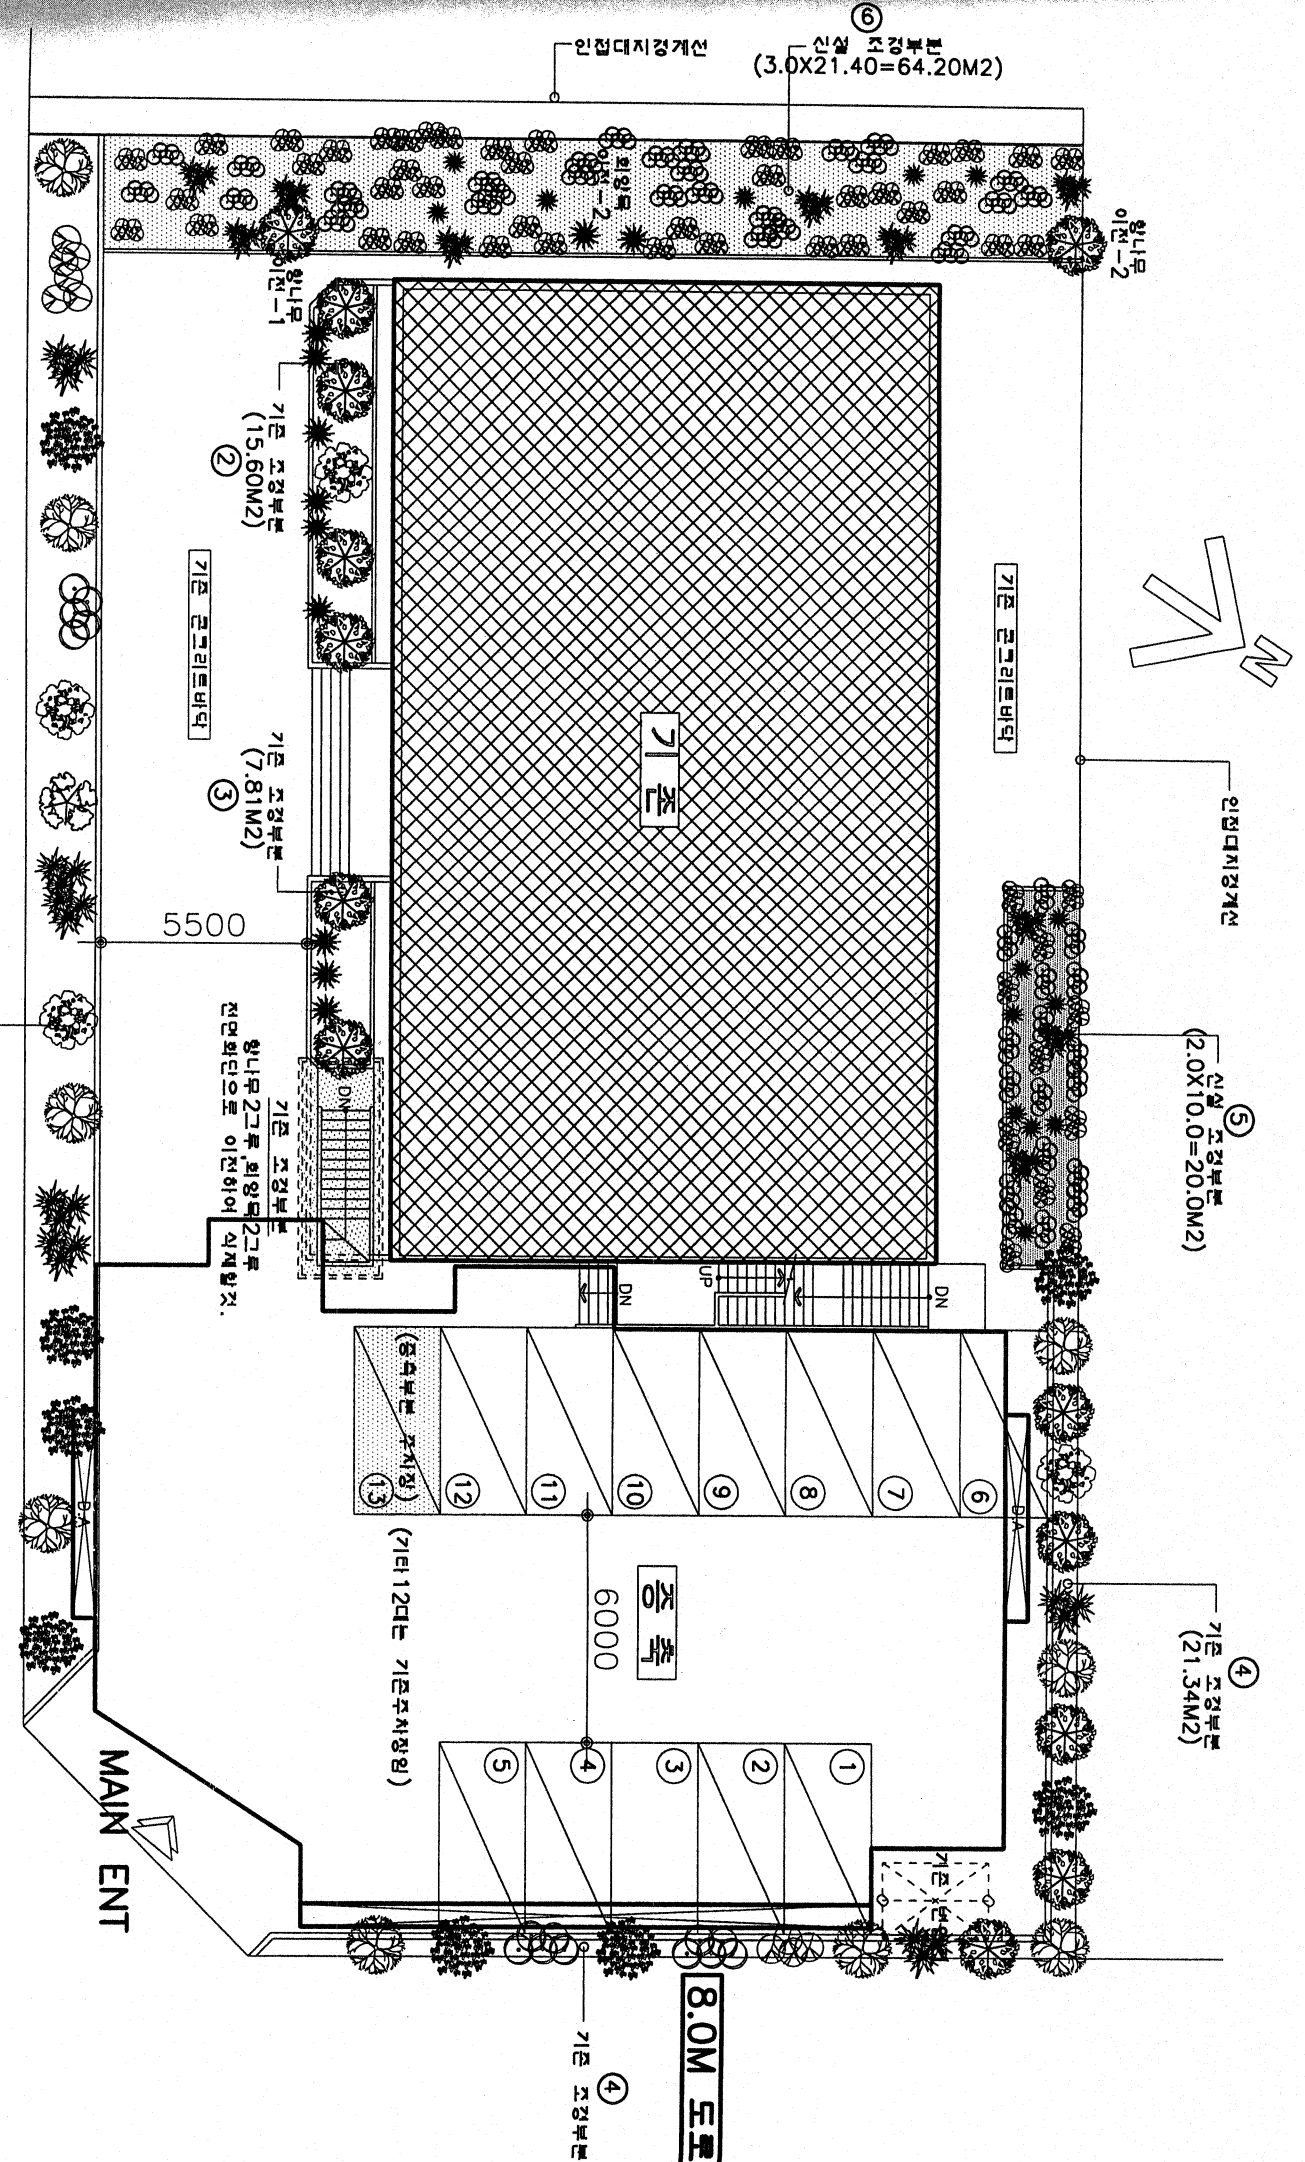 ⑥
신설 조경부분
(3.0X21.40=64.20M2)
인접대지경계선
회양목
이전-2
향나무
이전-2
향나무
이전-1
기존 조경부분
(15.60M2)
②
기존 콘크리트바닥
기존 콘크리트바닥
N
기존
인접대지경계선
기존 조경부분
(7.81M2)
③
5500
⑤
신설 조경부분
(2.0X10.0=20.0M2)
기존 조경부분
향나무2그루,회양목2그루
전면화단으로 이전하여 식재할것.
DN
DN
UP
DN
(증축부분 주차장)
⑬
⑫
⑪
⑩
⑨
⑧
⑦
⑥
D.A
D.A
(기타12대는 기존주차장임)
6000
증축
④
기존 조경부분
(21.34M2)
⑤
④
③
②
①
MAIN ENT
기존
8.0M 도로
④
기존 조경부분